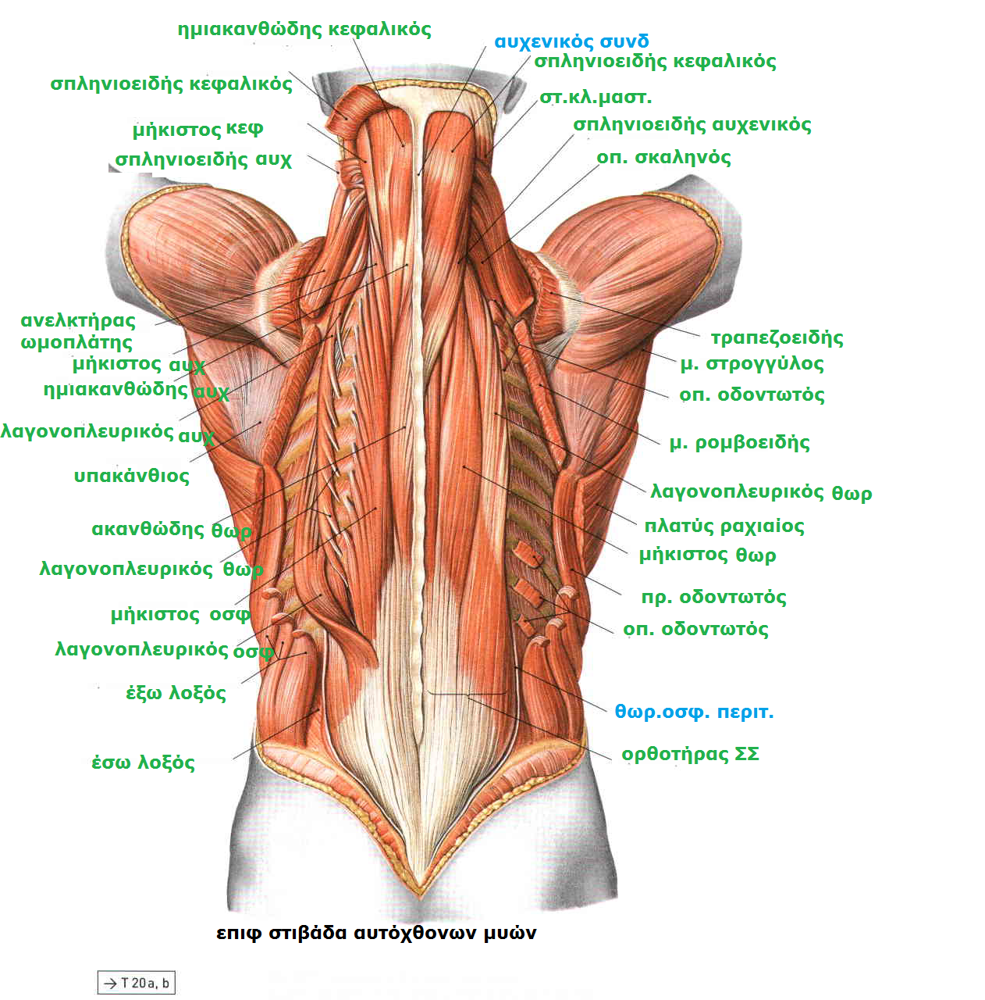 ημιακανθώδης κεφαλικός
αυχενικός συνδ
σπληνιοειδής κεφαλικός
σπληνιοειδής κεφαλικός
στ.κλ.μαστ.
μήκιστος κεφ
σπληνιοειδής αυχενικός
σπληνιοειδής αυχ
οπ. σκαληνός
ανελκτήρας
ωμοπλάτης
μήκιστος αυχ
ημιακανθώδης αυχ
λαγονοπλευρικός αυχ
υπακάνθιος
ακανθώδης θωρ
λαγονοπλευρικός θωρ
μήκιστος οσφ
λαγονοπλευρικός οσφ
έξω λοξός
έσω λοξός
τραπεζοειδής
μ. στρογγύλος
οπ. οδοντωτός
μ. ρομβοειδής
λαγονοπλευρικός θωρ
πλατύς ραχιαίος
μήκιστος θωρ
πρ. οδοντωτός
οπ. οδοντωτός
θωρ.οσφ. περιτ.
ορθοτήρας ΣΣ
επιφ στιβάδα αυτόχθονων μυών
→ T 20 a, b